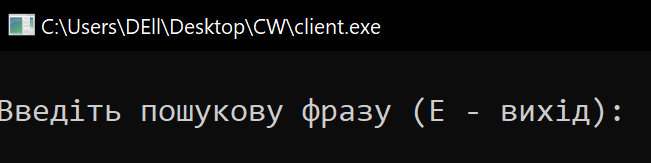 C:\Users\DEll\Desktop\CW\client.exe
Введіть пошукову фразу (E - вихід):